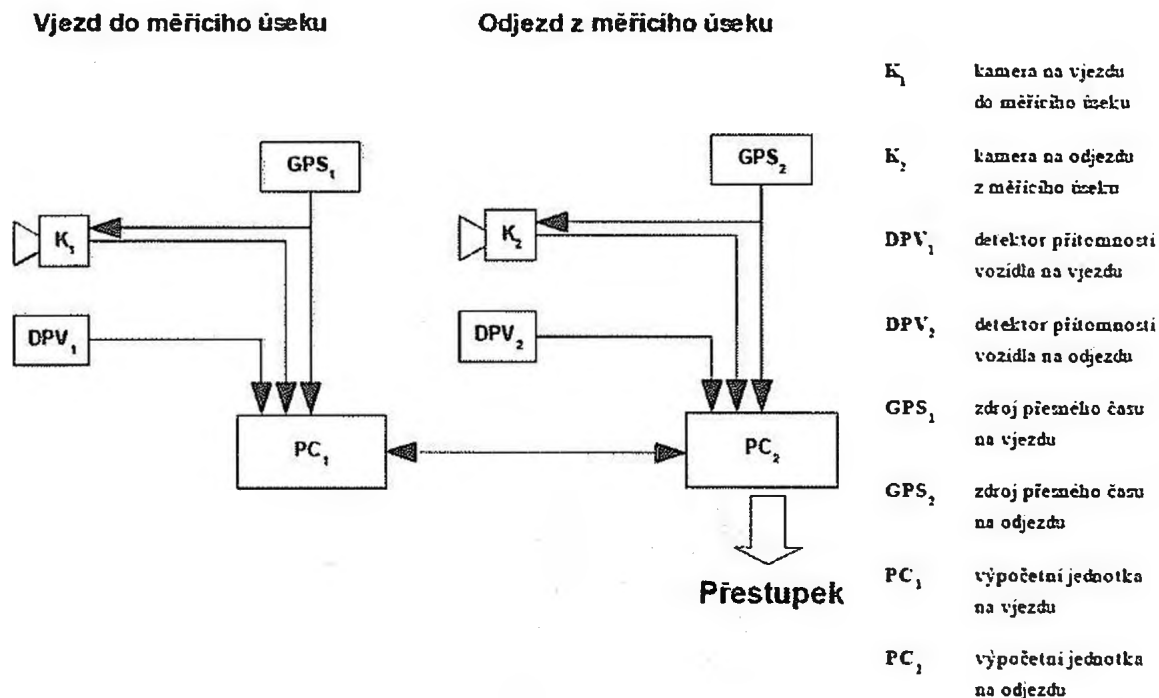 Vjezd do měřicího úseku
Odjezd z měřicího úseku
GPS₁
K₁
DPV₁
PC₁
GPS₂
K₂
DPV₂
PC₂
Přestupek
K₁ kamera na vjezdu
do měřicího úseku
K₂ kamera na odjezdu
z měřicího úseku
DPV₁ detektor přítomnosti
vozidla na vjezdu
DPV₂ detektor přítomnosti
vozidla na odjezdu
GPS₁ zdroj přesného času
na vjezdu
GPS₂ zdroj přesného času
na odjezdu
PC₁ výpočetní jednotka
na vjezdu
PC₂ výpočetní jednotka
na odjezdu